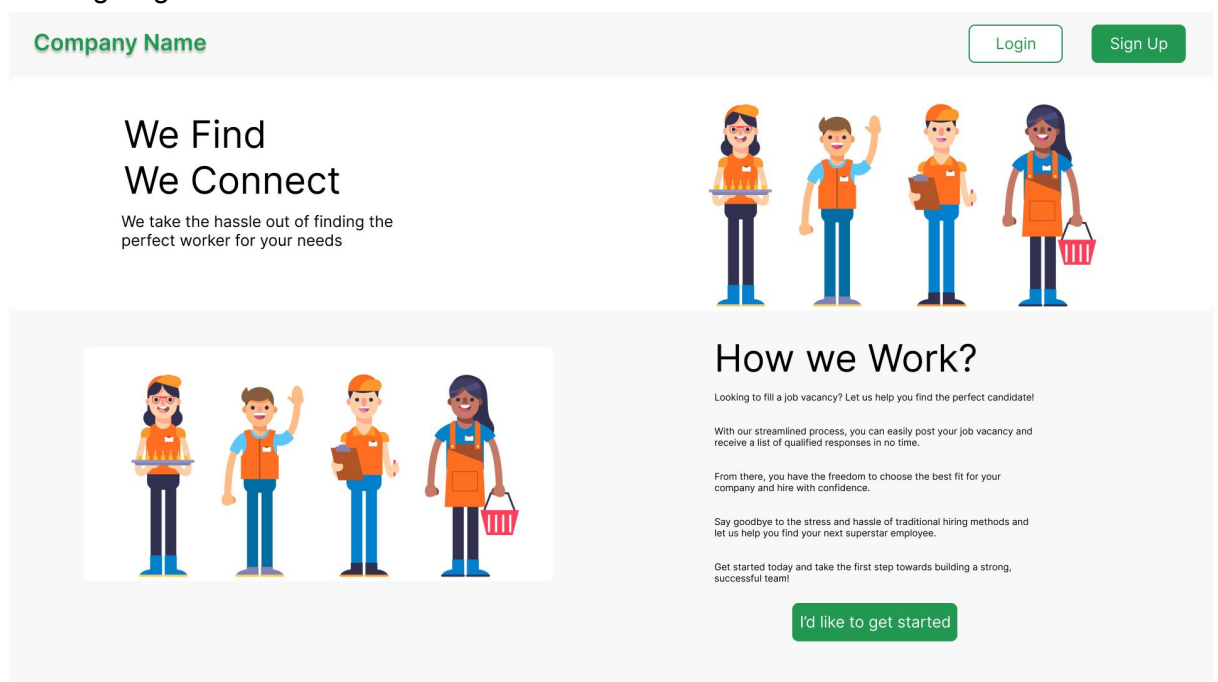 Company Name
Login
Sign Up
We Find
We Connect
We take the hassle out of finding the
perfect worker for your needs
How we Work?
Looking to fill a job vacancy? Let us help you find the perfect candidate!
With our streamlined process, you can easily post your job vacancy and
receive a list of qualified responses in no time.
From there, you have the freedom to choose the best fit for your
company and hire with confidence.
Say goodbye to the stress and hassle of traditional hiring methods and
let us help you find your next superstar employee.
Get started today and take the first step towards building a strong,
successful team!
I'd like to get started